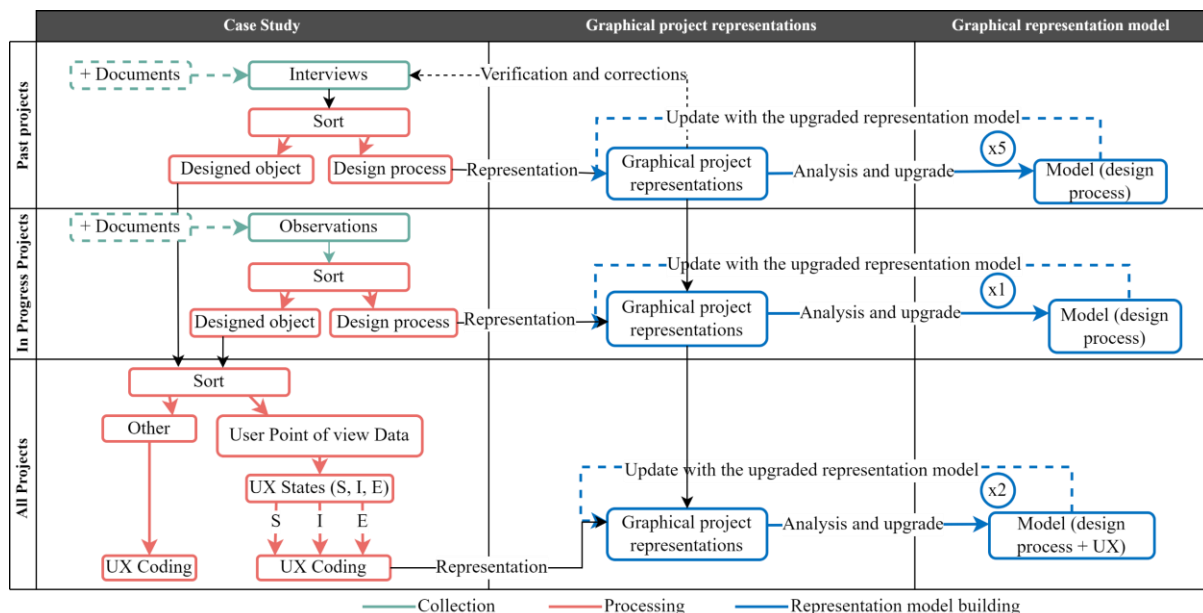 Case Study
Graphical project representations
Graphical representation model
Past projects
+ Documents
Interviews
Verification and corrections
Sort
Update with the upgraded representation model
Designed object
Design process
Representation
Graphical project
representations
Analysis and upgrade
x5
Model (design
process)
In Progress Projects
+ Documents
Observations
Sort
Update with the upgraded representation model
Designed object
Design process
Representation
Graphical project
representations
Analysis and upgrade
x1
Model (design
process)
All Projects
Sort
Other
User Point of view Data
UX States (S, I, E)
S
I
E
UX Coding
UX Coding
Representation
Update with the upgraded representation model
Graphical project
representations
Analysis and upgrade
x2
Model (design
process + UX)
Collection
Processing
Representation model building